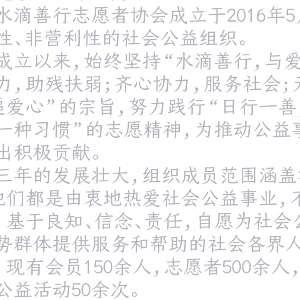 水滴善行志愿者协会成立于2016年5
性、非营利性的社会公益组织。
成立以来,始终坚持“水滴善行,与爱
力,助残扶弱;齐心协力,服务社会;
爱心”的宗旨,努力践行“日行一善
一种习惯”的志愿精神,为推动公益
出积极贡献。
三年的发展壮大,组织成员范围涵盖
他们都是由衷地热爱社会公益事业,
基于良知、信念、责任,自愿为社会
势群体提供服务和帮助的社会各界人
现有会员150余人,志愿者500余人,
公益活动50余次。